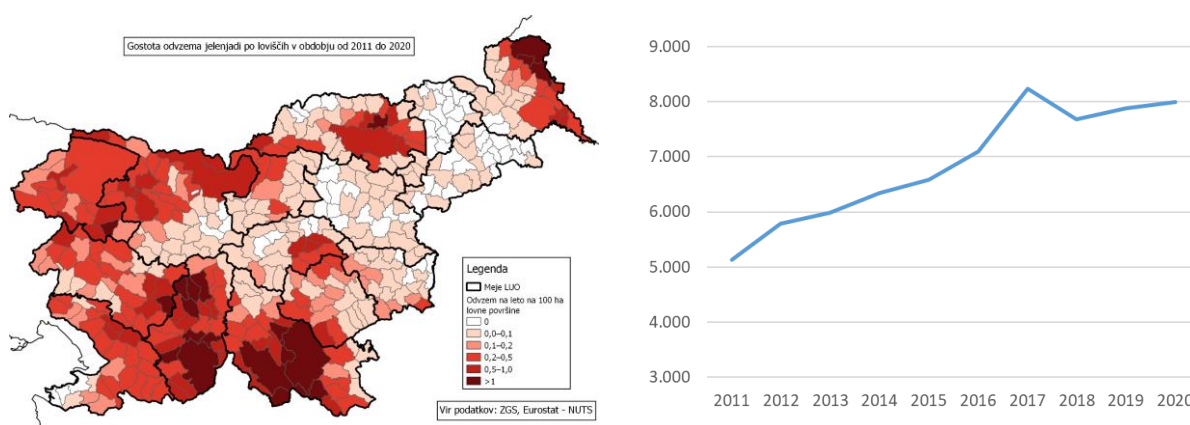 Gostota odvzema jelenjadi po loviščih v obdobju od 2011 do 2020
Legenda
Meje LUO
Odvzem na leto na 100 ha
lovne površine
0
0,0–0,1
0,1–0,2
0,2–0,5
0,5–1,0
>1
Vir podatkov: ZGS, Eurostat - NUTS
9.000
8.000
7.000
6.000
5.000
4.000
3.000
2011 2012 2013 2014 2015 2016 2017 2018 2019 2020